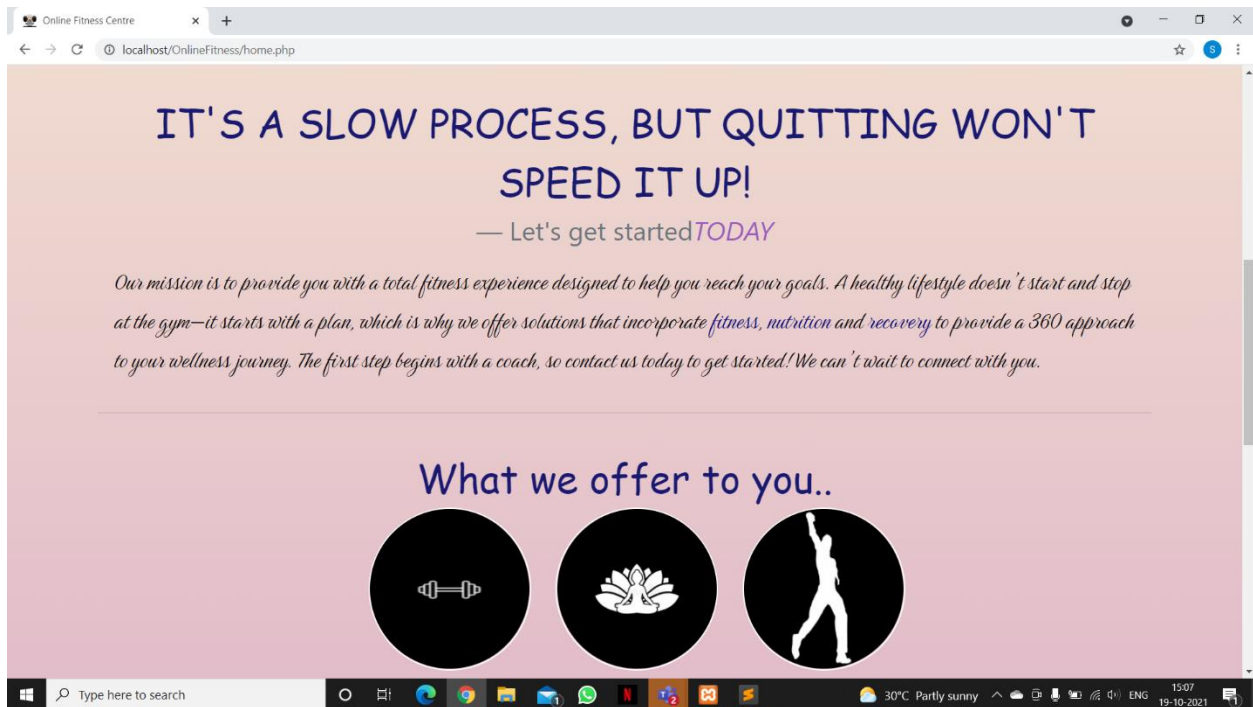 Online Fitness Centre
S
localhost/OnlineFitness/home.php
IT'S A SLOW PROCESS, BUT QUITTING WON'T
SPEED IT UP!
— Let's get startedTODAY
Our mission is to provide you with a total fitness experience designed to help you reach your goals. A healthy lifestyle doesn't start and stop
at the gym—it starts with a plan, which is why we offer solutions that incorporate fitness, nutrition and recovery to provide a 360 approach
to your wellness journey. The first step begins with a coach, so contact us today to get started! We can't wait to connect with you.
What we offer to you..
Type here to search
1
N
2
30°C Partly sunny
ENG
15:07
19-10-2021
1